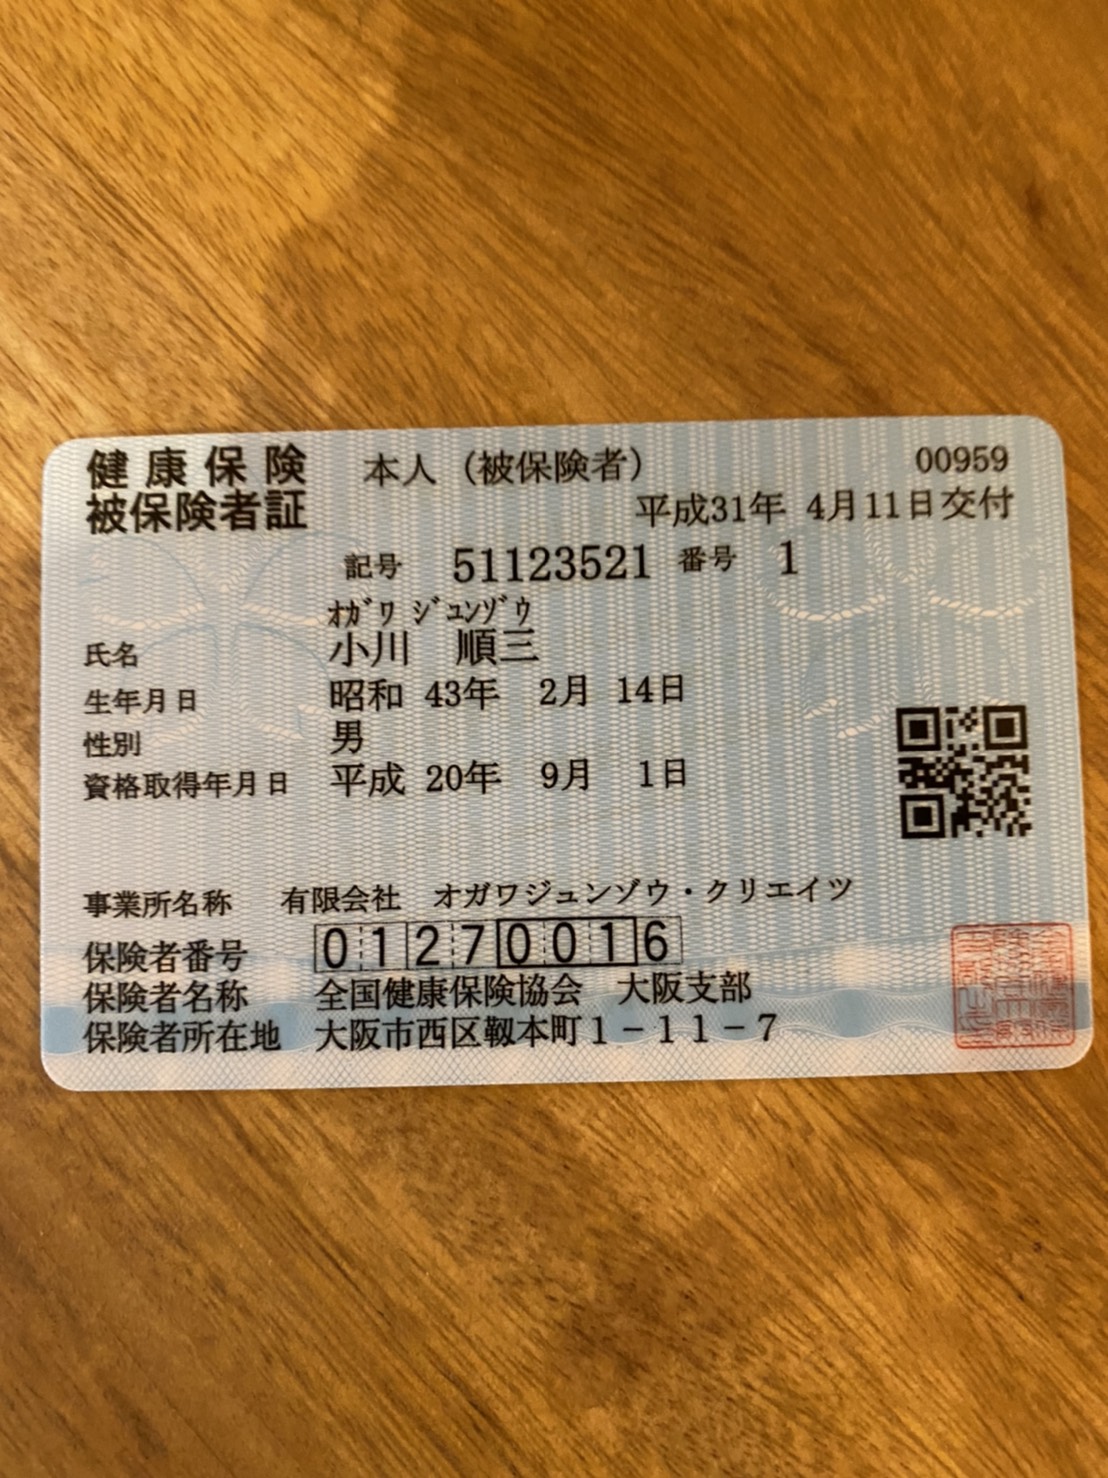 健康保険 本人（被保険者） 00959
被保険者証 平成31年 4月11日交付
記号 51123521 番号 1
ｵｶﾞﾜ ｼﾞﾕﾝｿﾞｳ
氏名 小川 順三
生年月日 昭和 43年 2月 14日
性別 男
資格取得年月日 平成 20年 9月 1日
事業所名称 有限会社 オガワジュンゾウ・クリエイツ
保険者番号 01270016
保険者名称 全国健康保険協会 大阪支部
保険者所在地 大阪市西区靱本町１－１１－７